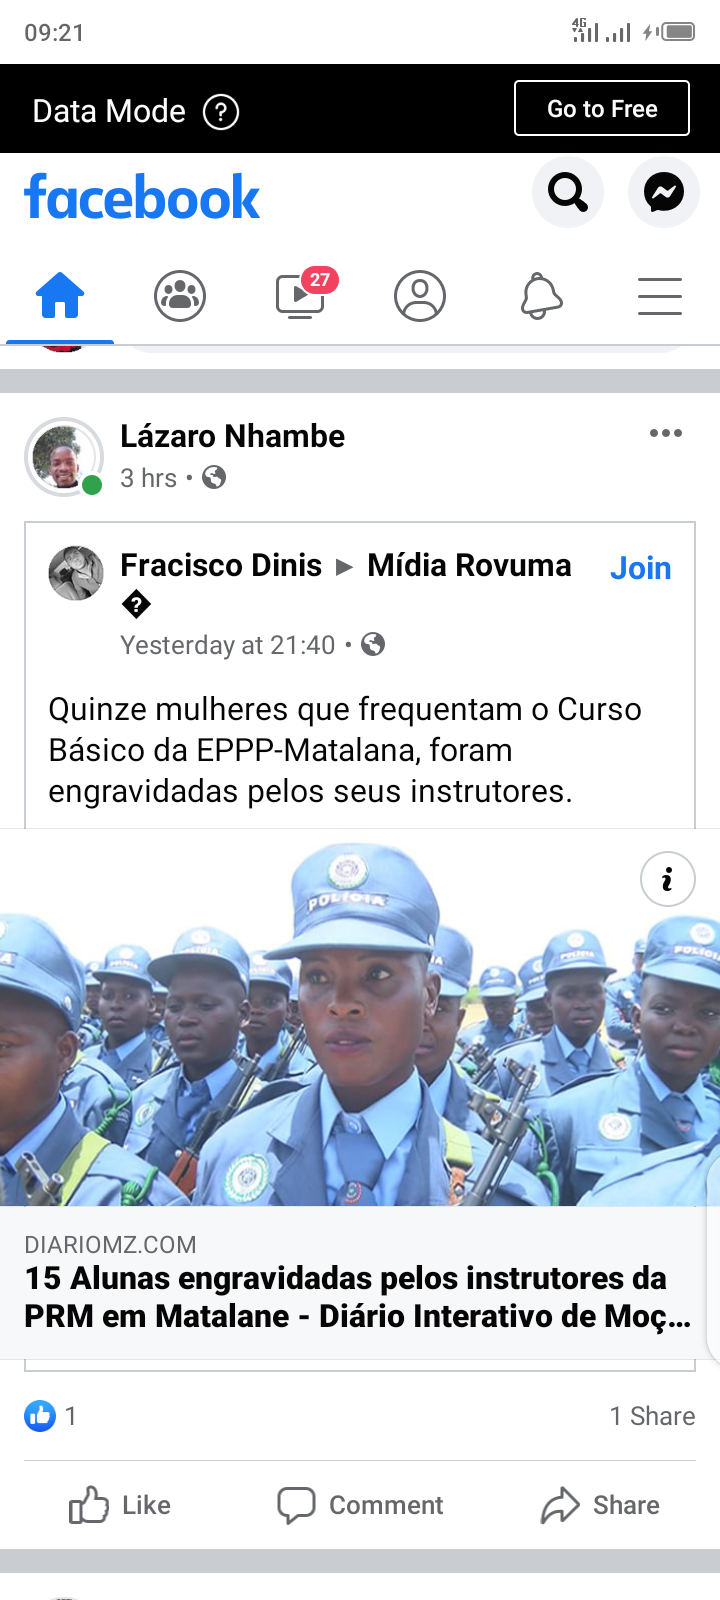 09:21
4G
Data Mode ?
Go to Free
facebook
27
Lázaro Nhambe
3 hrs •
Fracisco Dinis ▸ Mídia Rovuma
�
Join
Yesterday at 21:40 •
Quinze mulheres que frequentam o Curso
Básico da EPPP-Matalana, foram
engravidadas pelos seus instrutores.
i
POLÍCIA
DIARIOMZ.COM
15 Alunas engravidadas pelos instrutores da
PRM em Matalane - Diário Interativo de Moç...
1
1 Share
Like
Comment
Share